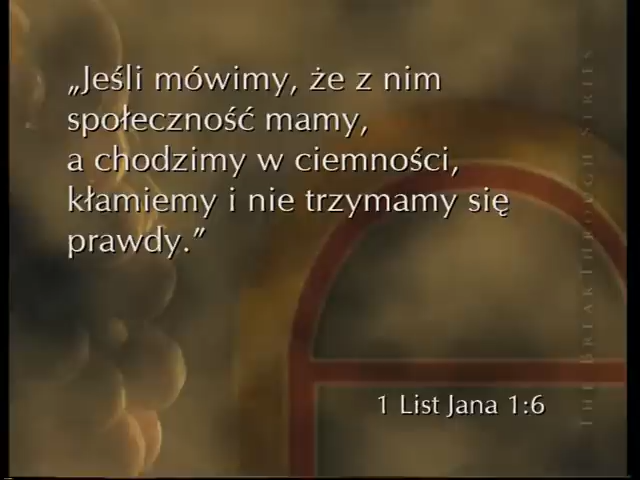 „Jeśli mówimy, że z nim
społeczność mamy,
a chodzimy w ciemności,
kłamiemy i nie trzymamy się
prawdy.”
1 List Jana 1:6
THE BREAKTHROUGH SERIES